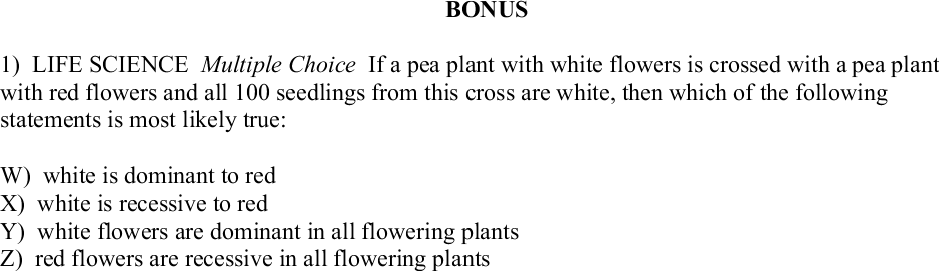 BONUS
1) LIFE SCIENCE Multiple Choice If a pea plant with white flowers is crossed with a pea plant
with red flowers and all 100 seedlings from this cross are white, then which of the following
statements is most likely true:
W) white is dominant to red
X) white is recessive to red
Y) white flowers are dominant in all flowering plants
Z) red flowers are recessive in all flowering plants